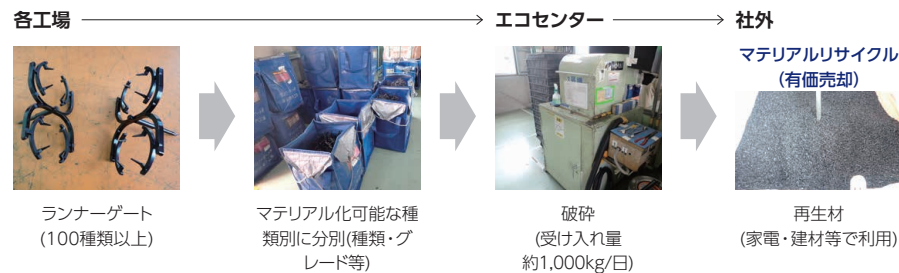 各工場
エコセンター
社外
マテリアルリサイクル
(有価売却)
ランナーゲート
(100種類以上)
マテリアル化可能な種
類別に分別(種類・グ
レード等)
破砕
(受け入れ量
約1,000kg/日)
再生材
(家電・建材等で利用)